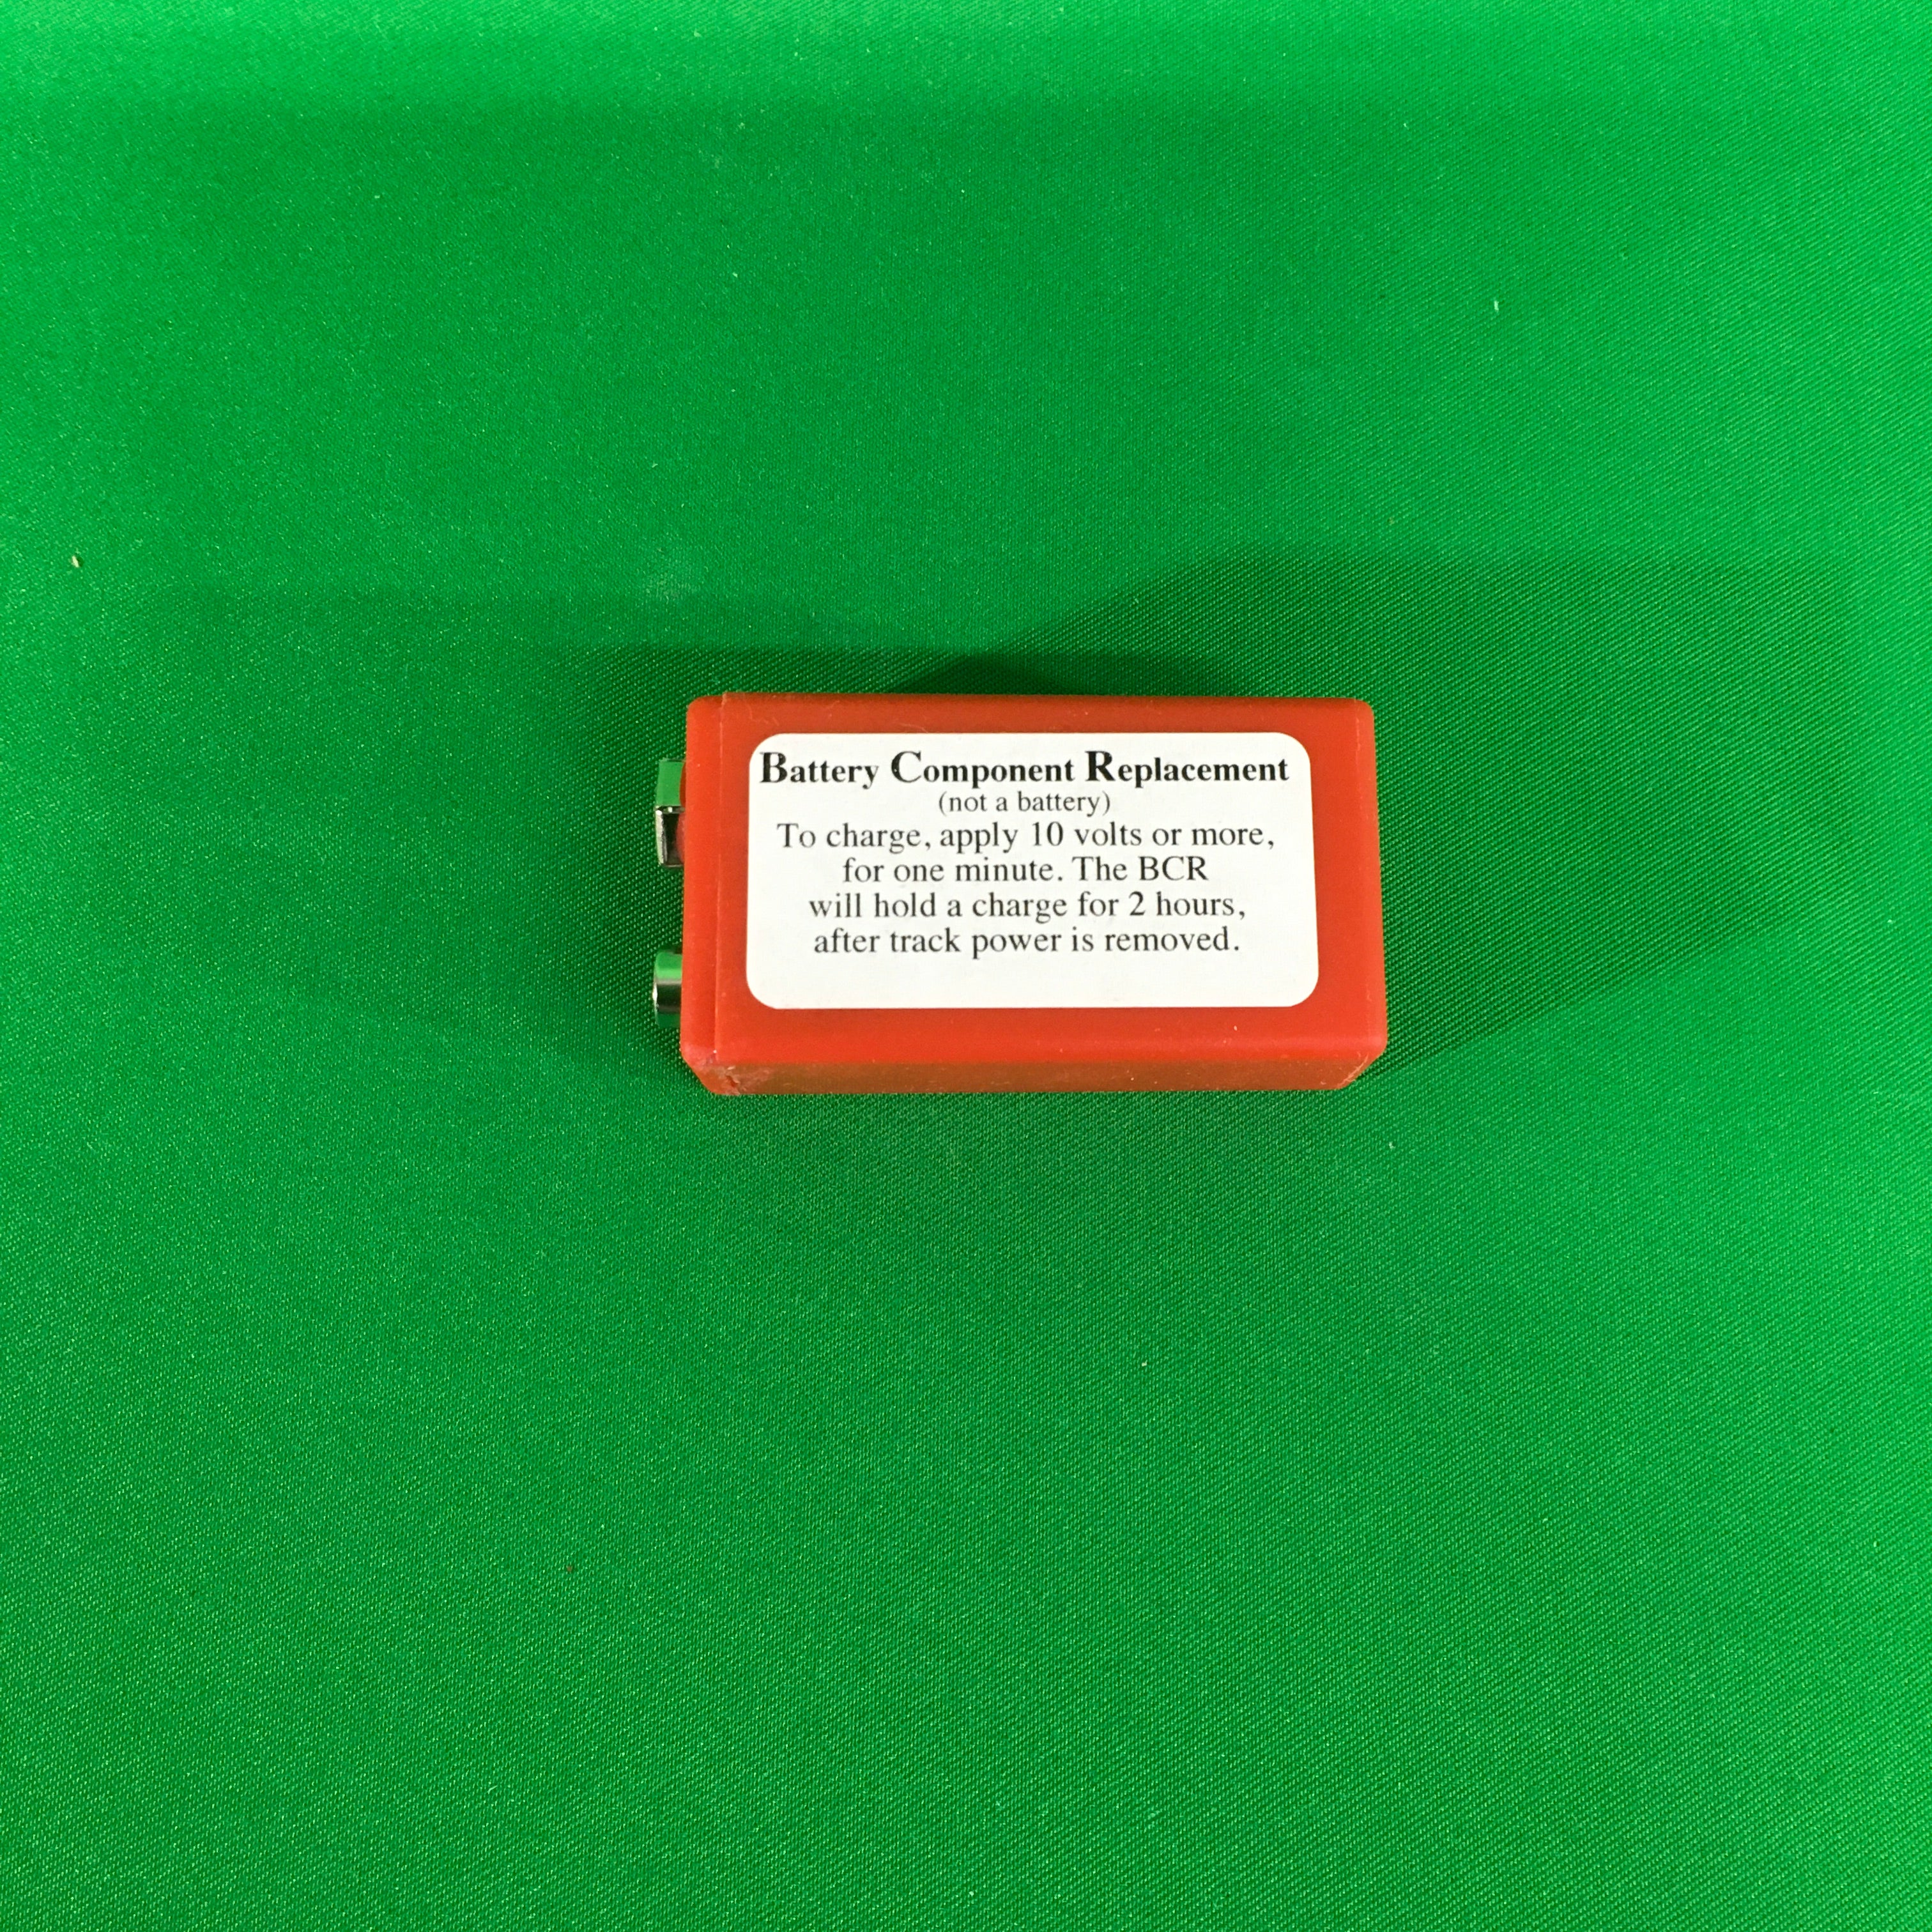 Battery Component Replacement
(not a battery)
To charge, apply 10 volts or more,
for one minute. The BCR
will hold a charge for 2 hours,
after track power is removed.